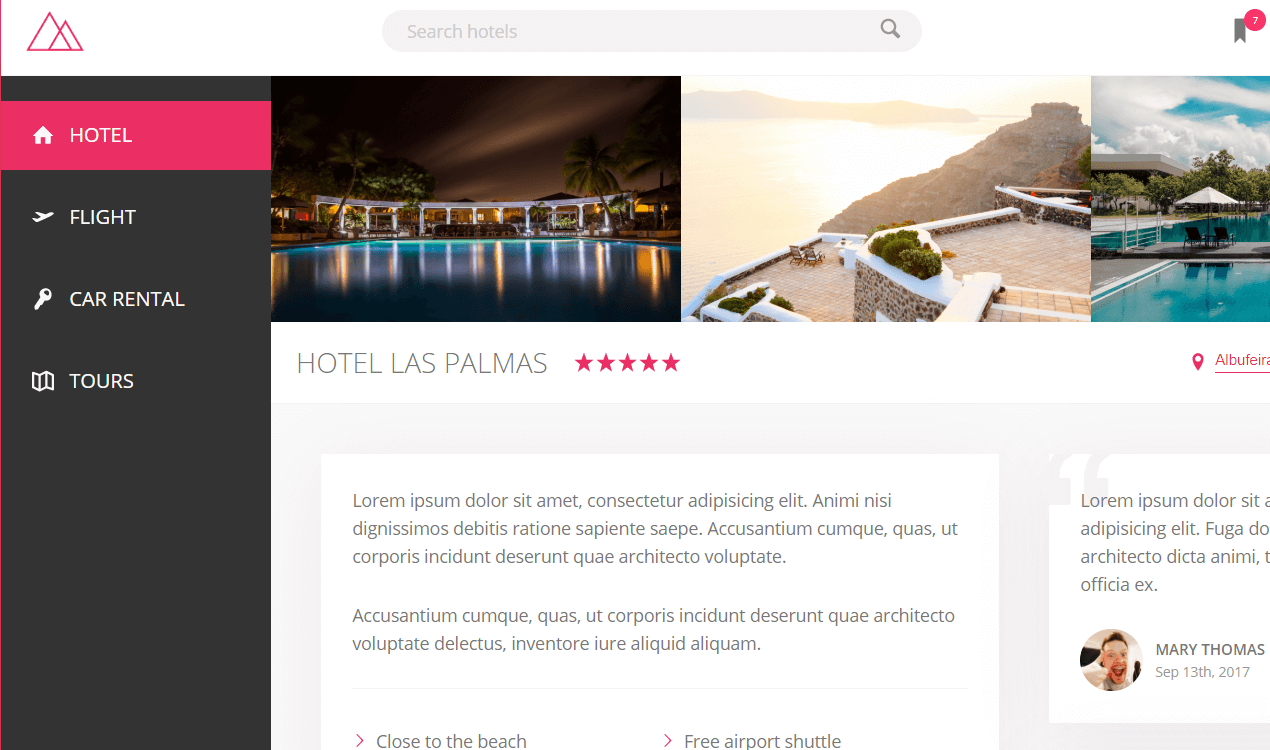 Search hotels
7
HOTEL
FLIGHT
CAR RENTAL
TOURS
HOTEL LAS PALMAS
Albufeira
Lorem ipsum dolor sit amet, consectetur adipisicing elit. Animi nisi
dignissimos debitis ratione sapiente saepe. Accusantium cumque, quas, ut
corporis incidunt deserunt quae architecto voluptate.
Accusantium cumque, quas, ut corporis incidunt deserunt quae architecto
voluptate delectus, inventore iure aliquid aliquam.
Close to the beach
Free airport shuttle
“
Lorem ipsum dolor sit
adipisicing elit. Fuga
architecto dicta animi,
officia ex.
MARY THOMAS
Sep 13th, 2017